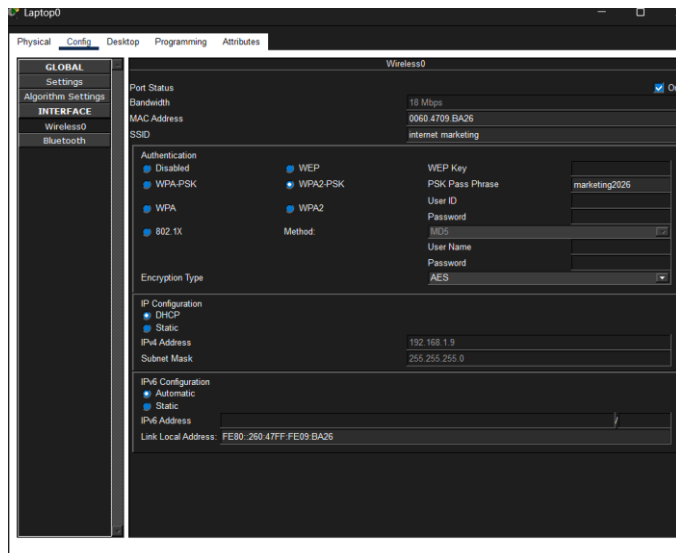 Laptop0
Physical Config Desktop Programming Attributes
GLOBAL
Settings
Algorithm Settings
INTERFACE
Wireless0
Bluetooth
Wireless0
Port Status
Bandwidth 18 Mbps
MAC Address 0060.4709.BA26
SSID internet marketing
Authentication
Disabled WEP WEP Key
WPA-PSK WPA2-PSK PSK Pass Phrase marketing2026
User ID
WPA WPA2
Password
802.1X Method: MD5
User Name
Password
Encryption Type AES
IP Configuration
DHCP
Static
IPv4 Address 192.168.1.9
Subnet Mask 255.255.255.0
IPv6 Configuration
Automatic
Static
IPv6 Address /
Link Local Address: FE80::260:47FF:FE09:BA26